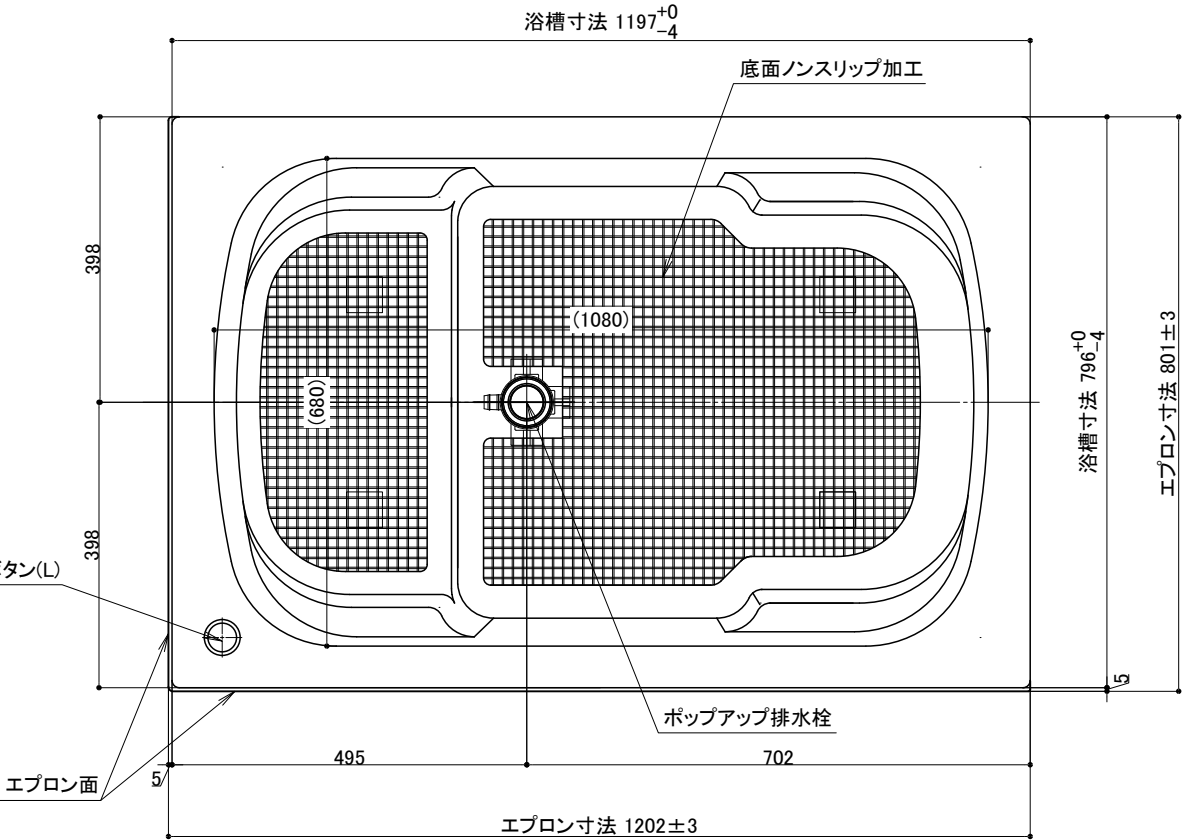 浴槽寸法 1197+0 −4
底面ノンスリップ加工
398
(1080)
(680)
浴槽寸法 796+0 −4
エプロン寸法 801±3
398
タン(L)
5
ポップアップ排水栓
495
702
エプロン面
5
エプロン寸法 1202±3